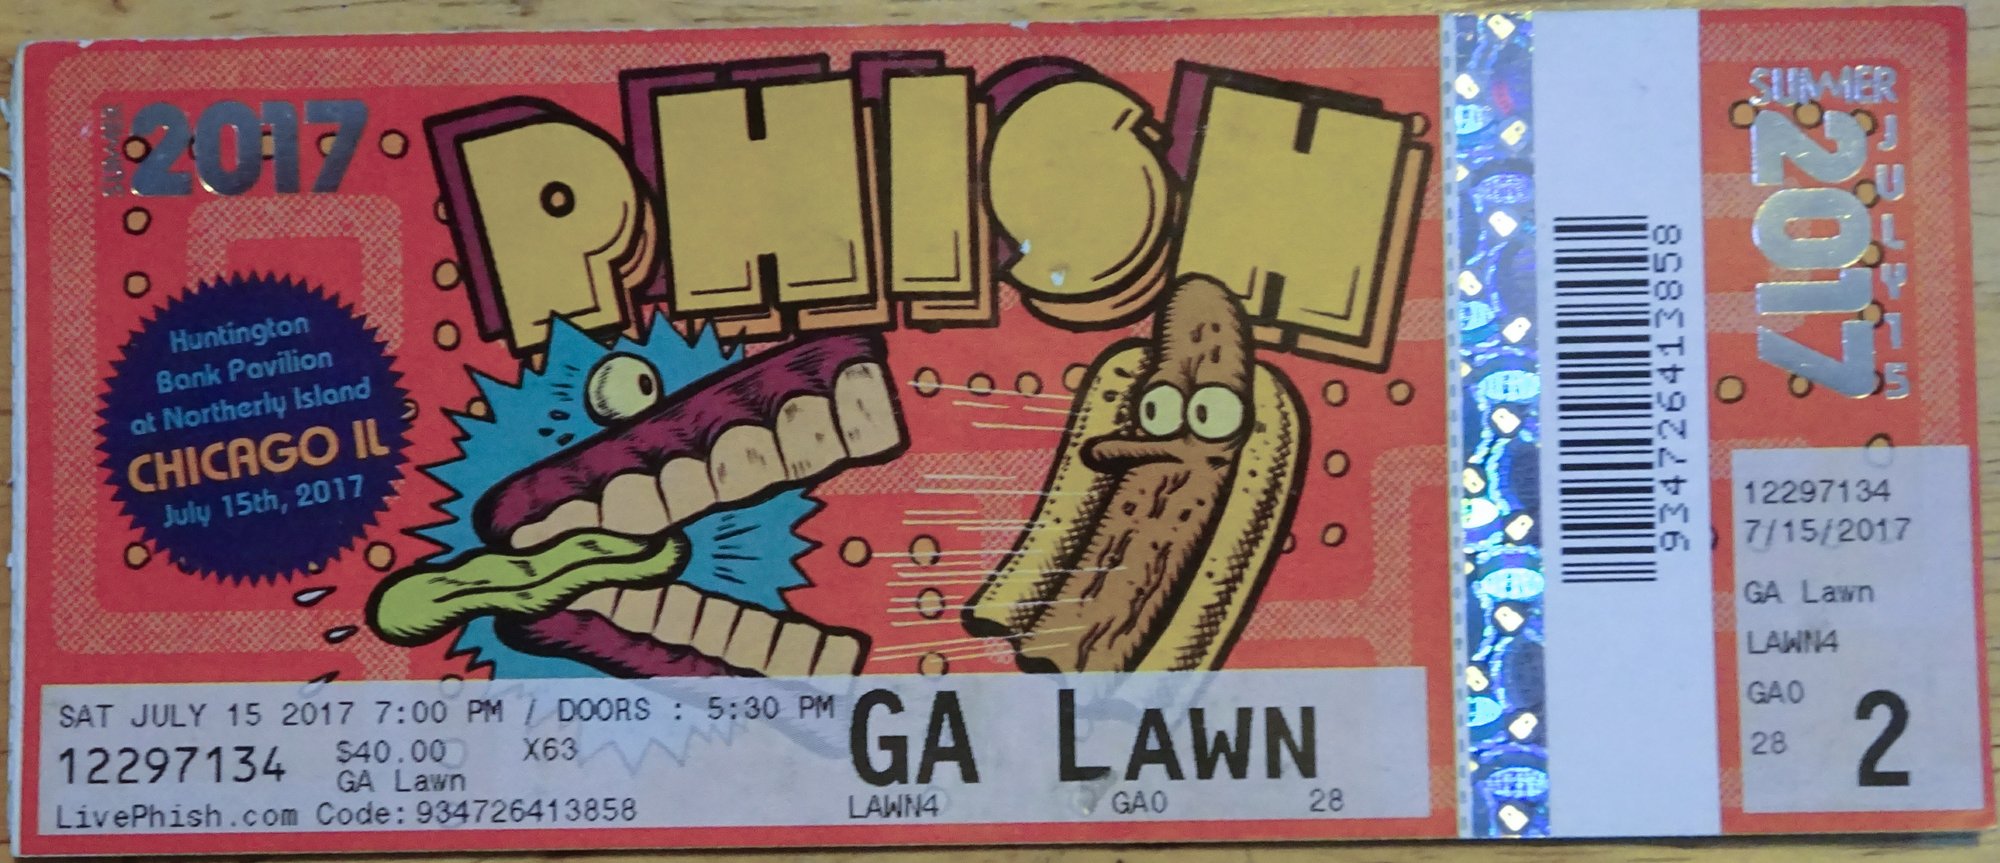 SUMMER
2017
PHISH
Huntington
Bank Pavilion
at Northerly Island
CHICAGO IL
July 15th, 2017
SAT JULY 15 2017 7:00 PM / DOORS : 5:30 PM
12297134
$40.00 X63
GA Lawn
LivePhish.com Code:934726413858
GA LAWN
LAWN4 GA0 28
934726413858
SUMMER
2017
JULY 15
12297134
7/15/2017
GA Lawn
LAWN4
GA0
28
2